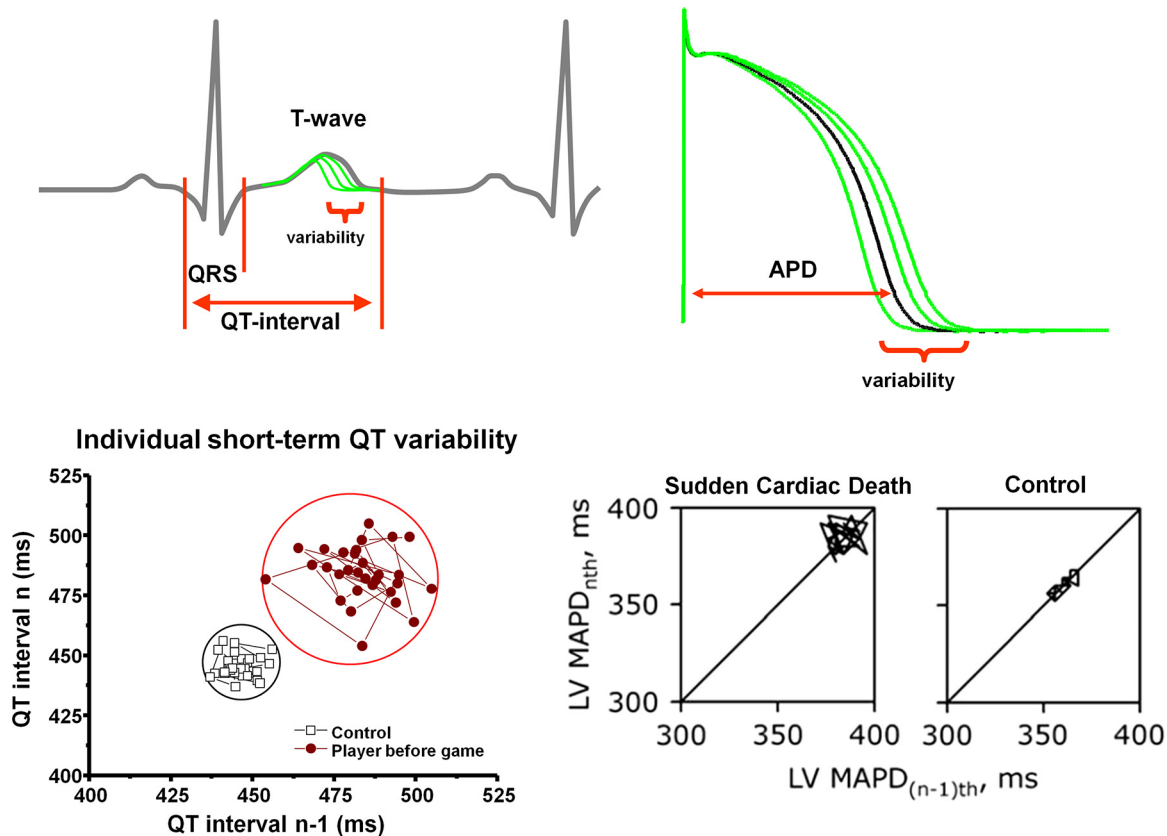 T-wave
variability
QRS
QT-interval
APD
variability
Individual short-term QT variability
QT interval n (ms)
525
500
475
450
425
400
400
425
450
475
500
525
QT interval n-1 (ms)
Control
Player before game
Sudden Cardiac Death
Control
LV MAPDnth, ms
400
350
300
300
350
400
300
350
400
LV MAPD(n-1)th, ms